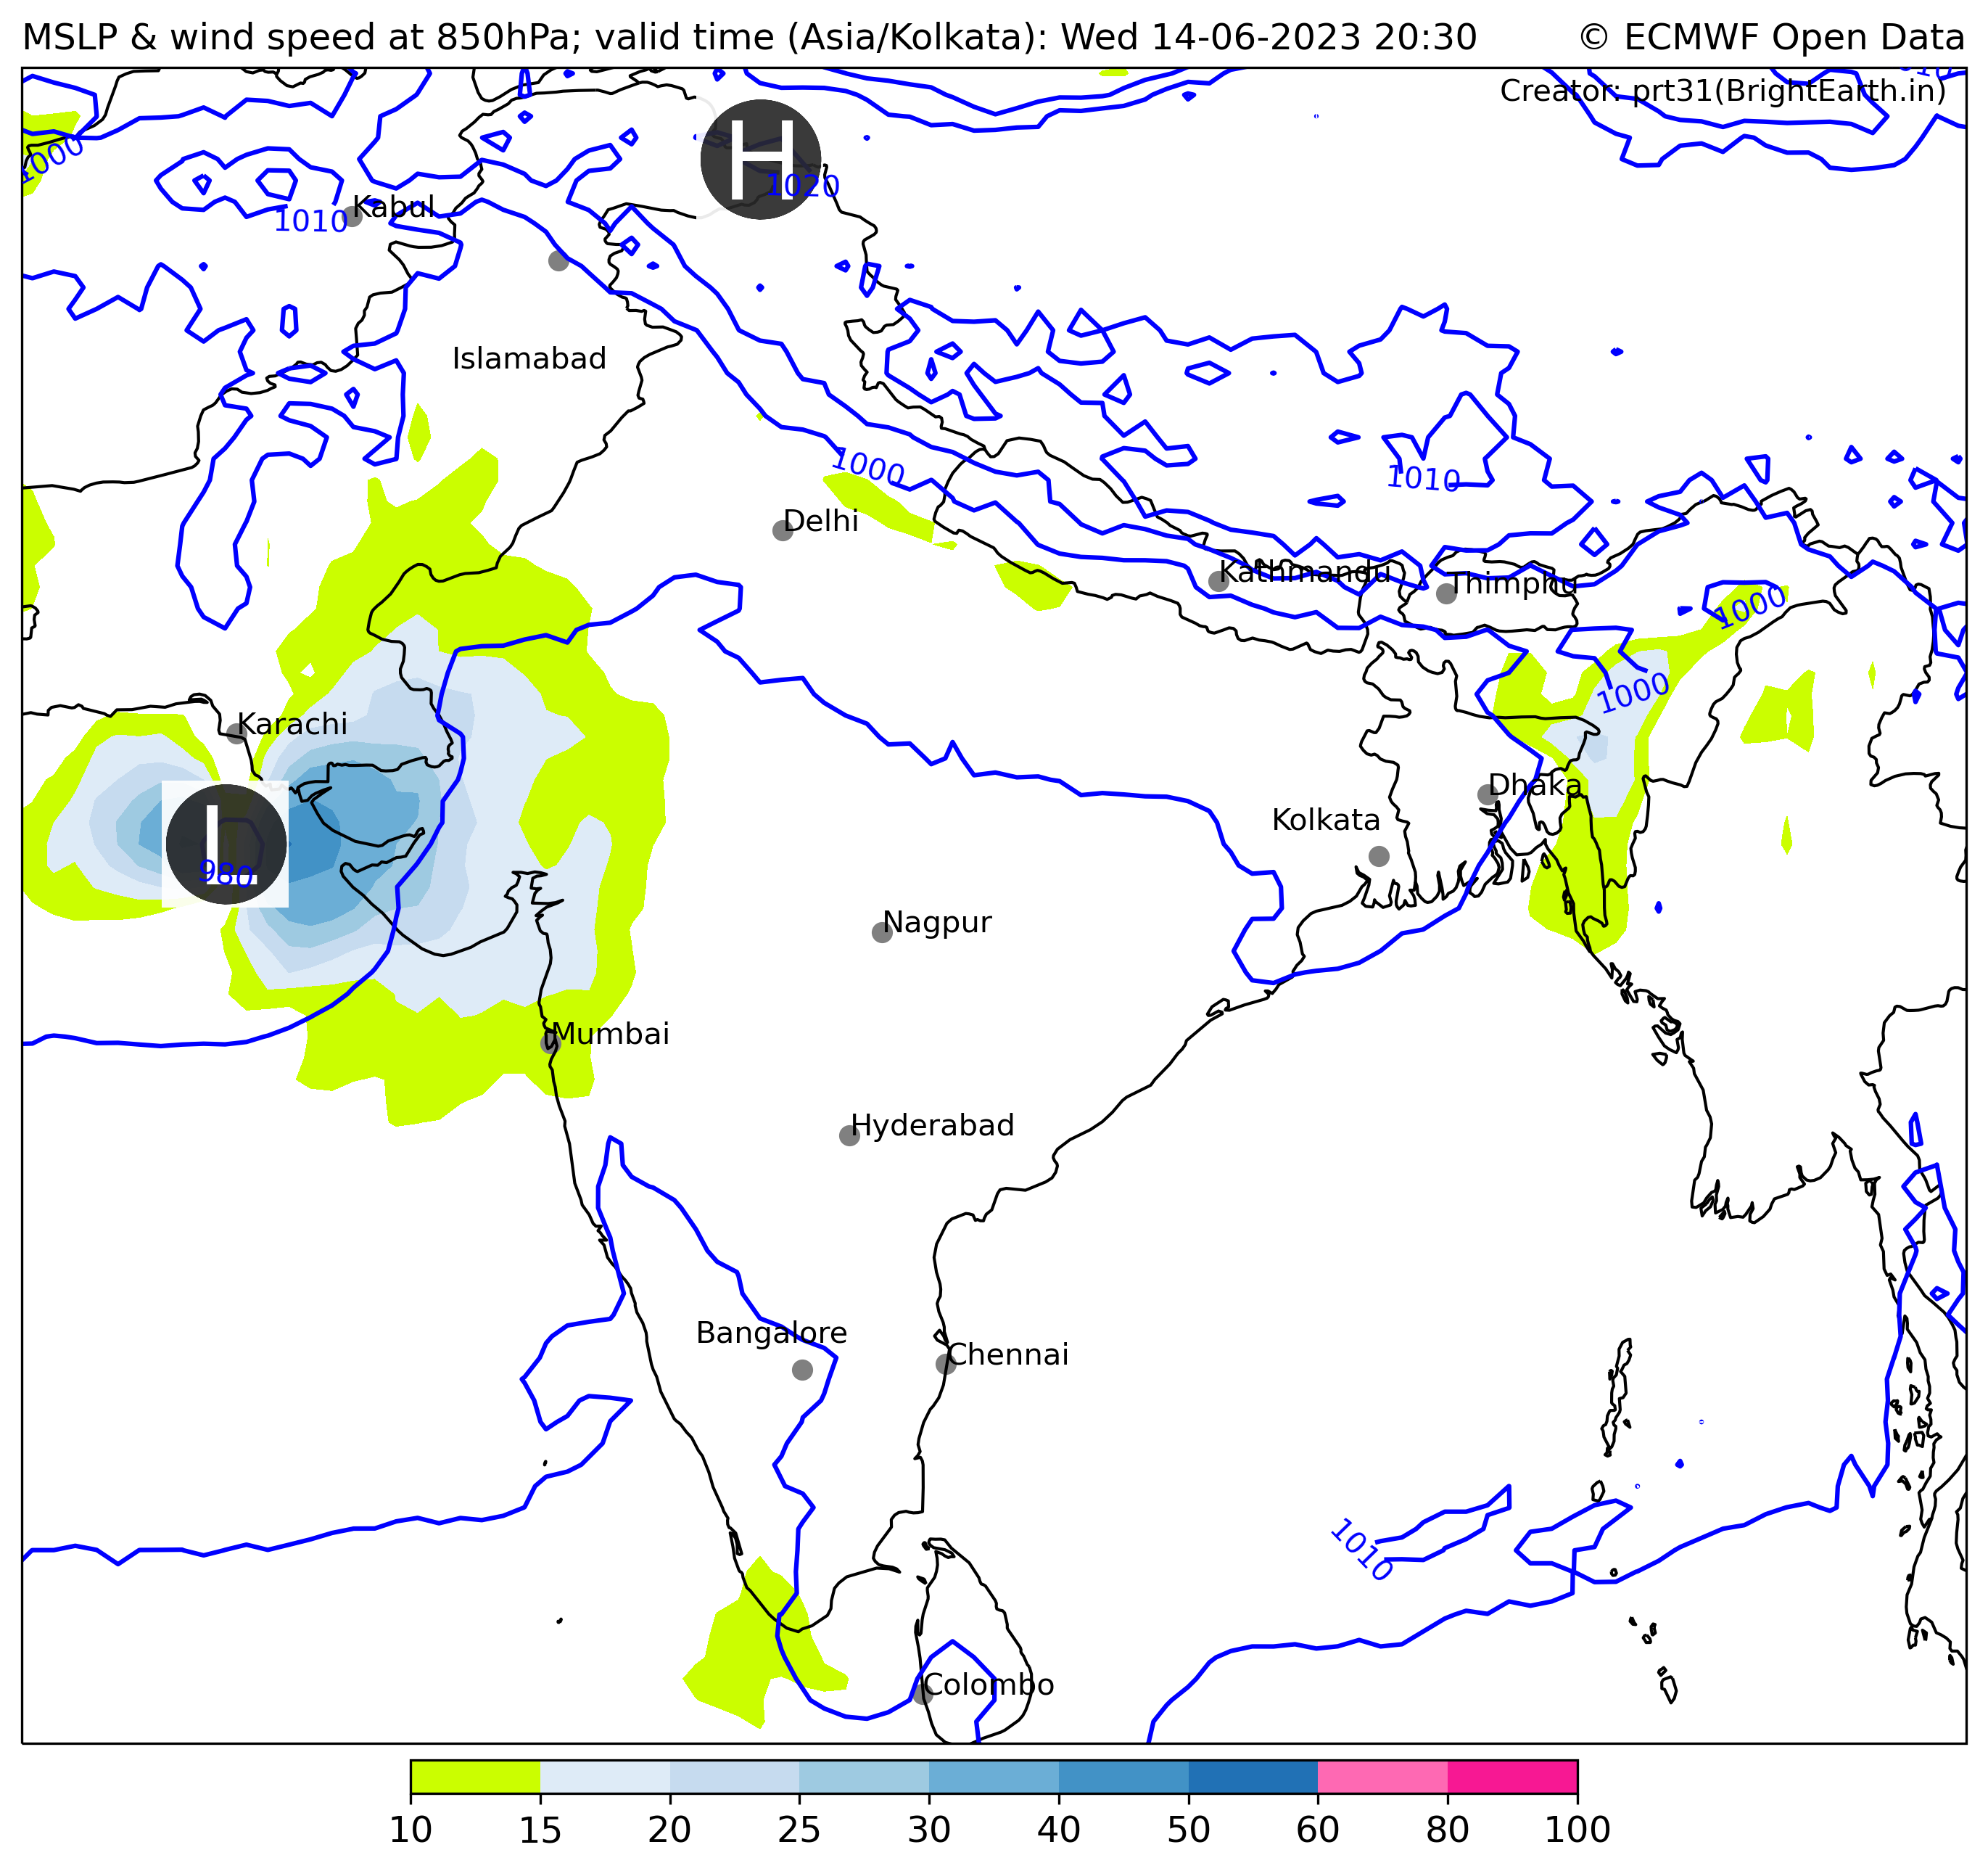 MSLP & wind speed at 850hPa; valid time (Asia/Kolkata): Wed 14-06-2023 20:30
© ECMWF Open Data
Creator: prt31(BrightEarth.in)
H
1020
1000
Kabul
1010
Islamabad
1000
1010
Delhi
Kathmandu
Thimphu
1000
1000
Karachi
Dhaka
Kolkata
L
980
Nagpur
Mumbai
Hyderabad
Bangalore
Chennai
1010
Colombo
10 15 20 25 30 40 50 60 80 100